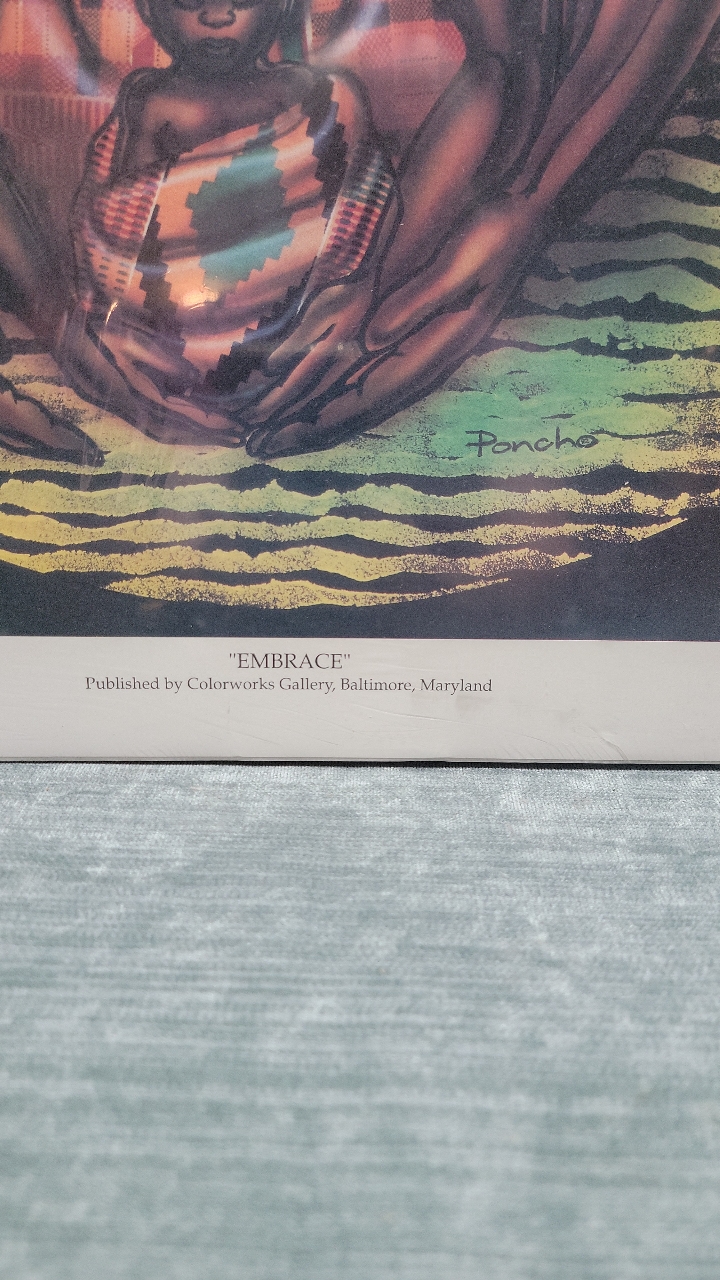 Poncho
"EMBRACE"
Published by Colorworks Gallery, Baltimore, Maryland